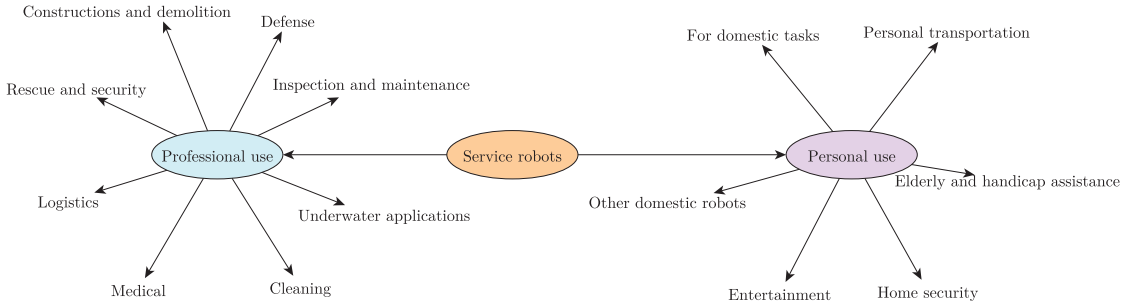 Constructions and demolition
Defense
For domestic tasks
Personal transportation
Rescue and security
Inspection and maintenance
Professional use
Service robots
Personal use
Elderly and handicap assistance
Logistics
Underwater applications
Other domestic robots
Medical
Cleaning
Entertainment
Home security